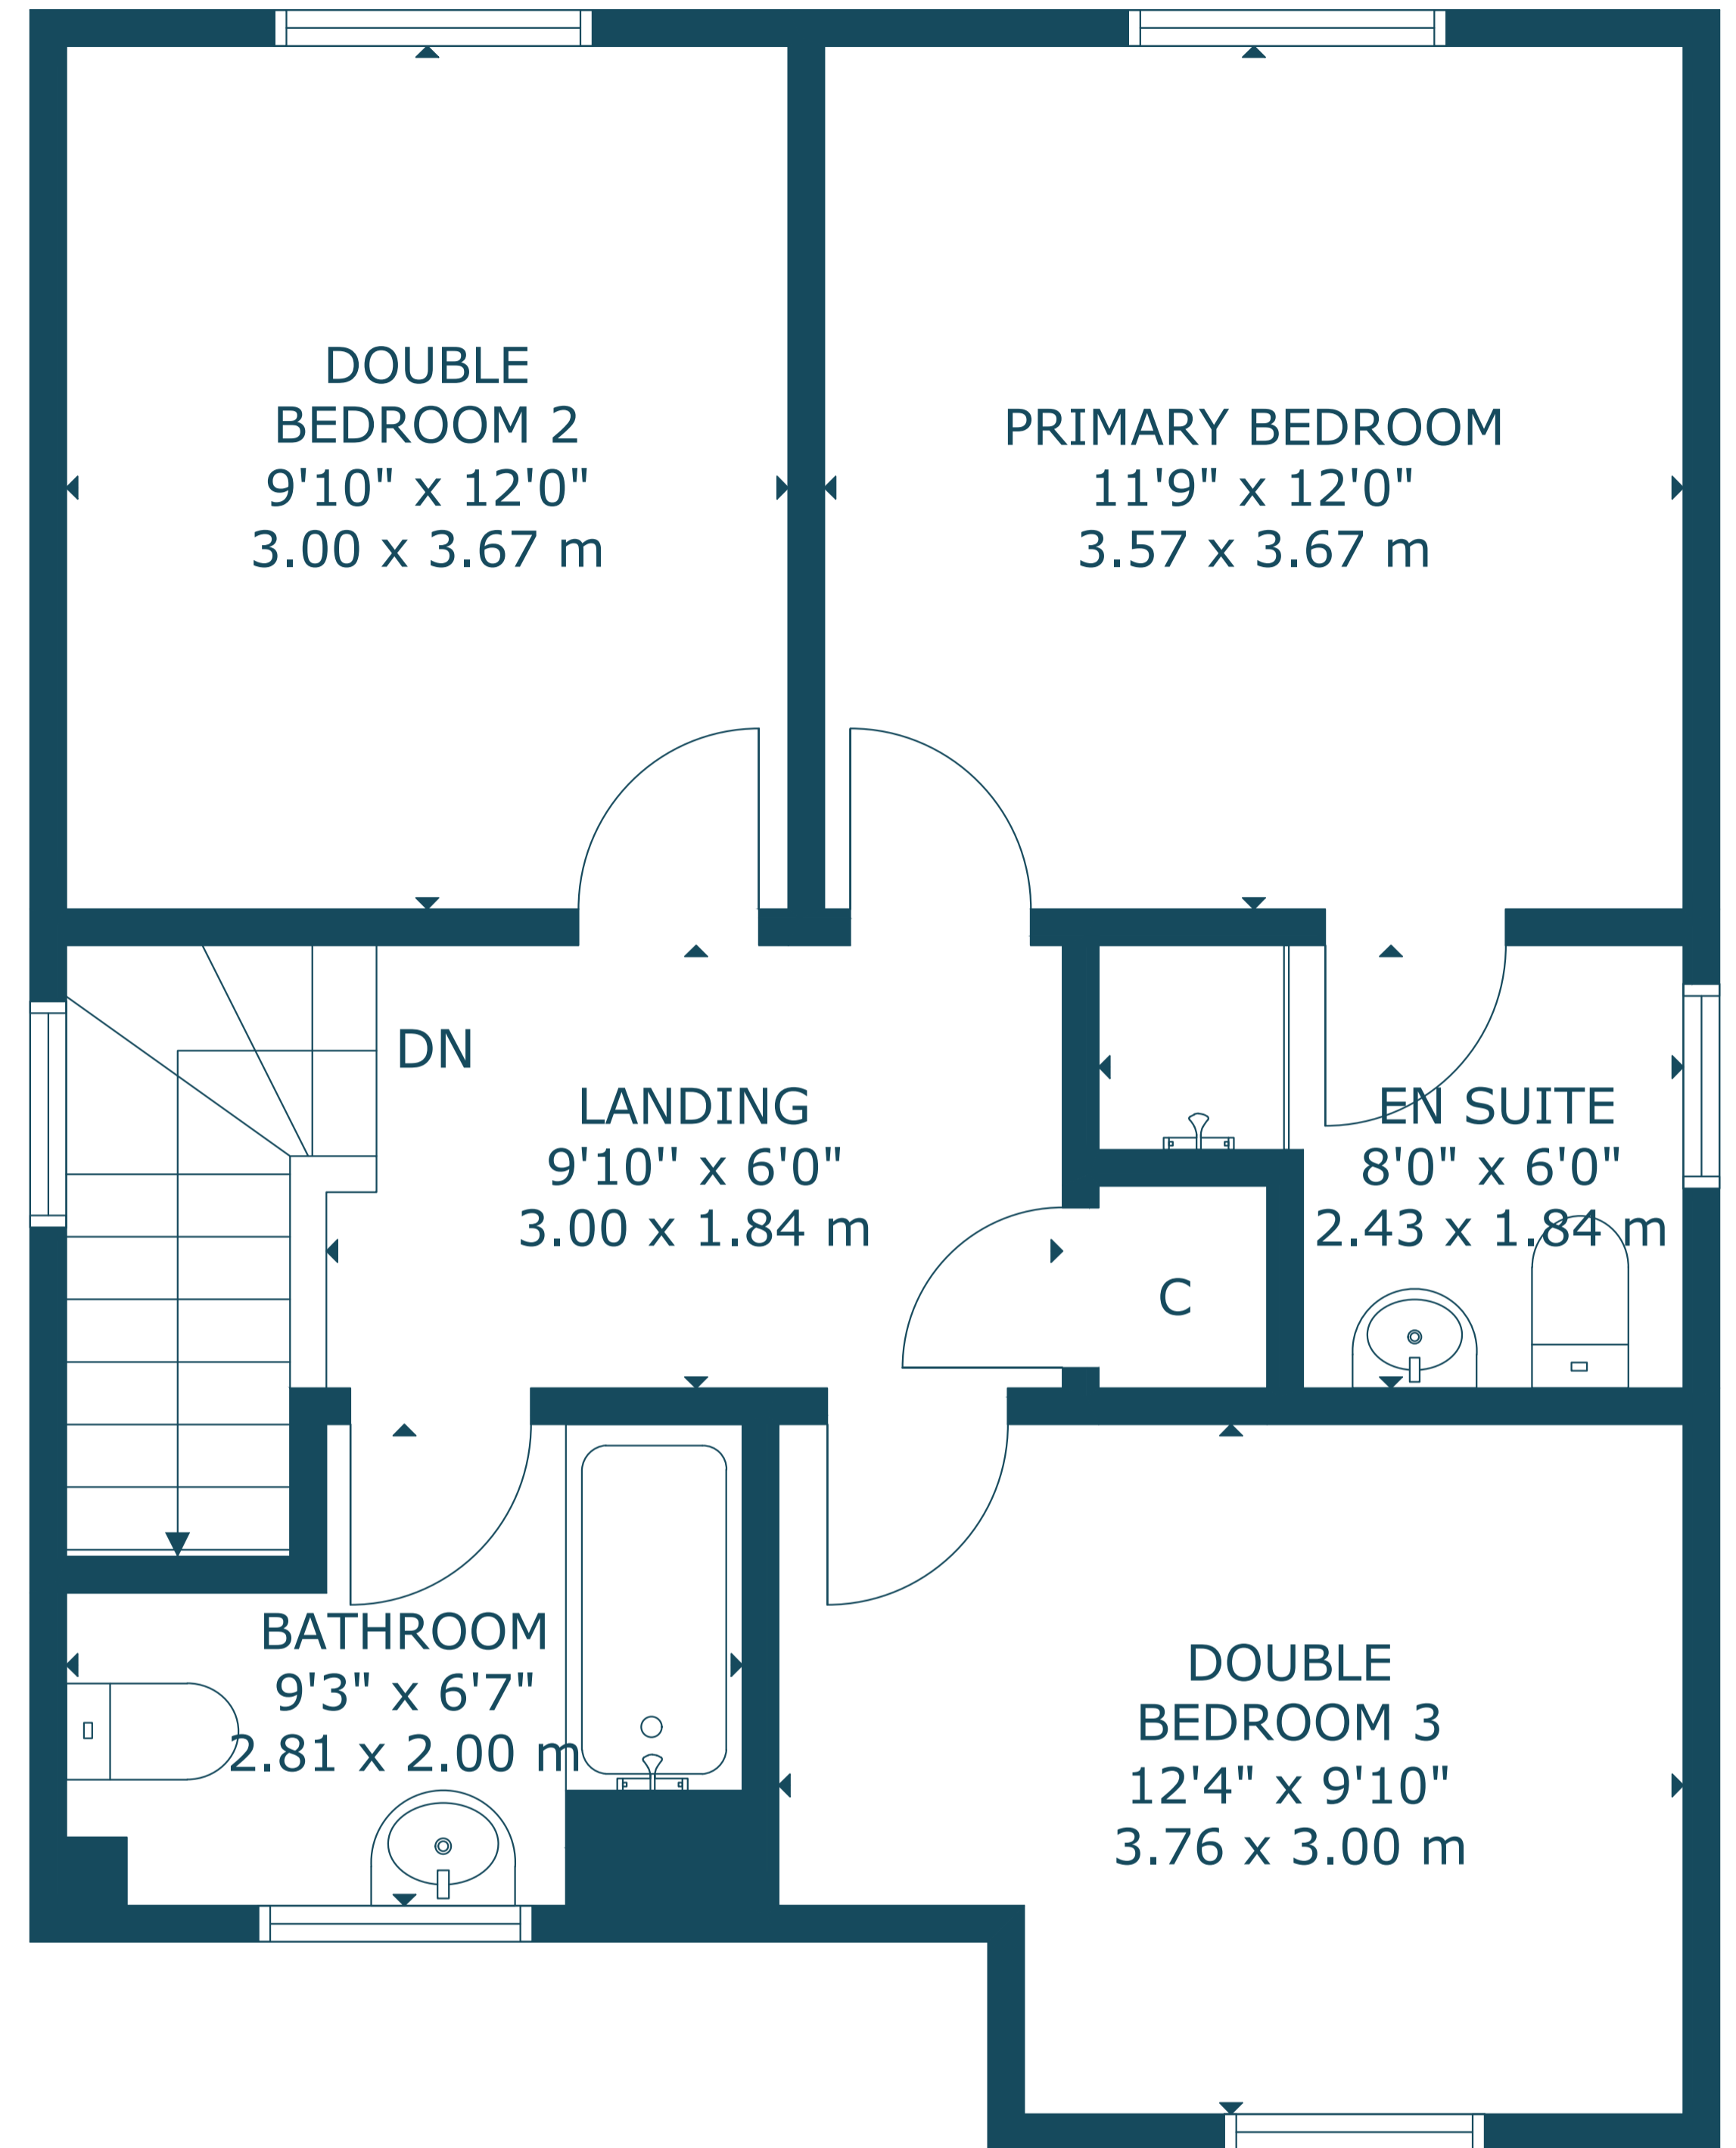 DOUBLE
BEDROOM 2
9'10" x 12'0"
3.00 x 3.67 m
PRIMARY BEDROOM
11'9" x 12'0"
3.57 x 3.67 m
DN
LANDING
9'10" x 6'0"
3.00 x 1.84 m
EN SUITE
8'0" x 6'0"
2.43 x 1.84 m
C
BATHROOM
9'3" x 6'7"
2.81 x 2.00 m
DOUBLE
BEDROOM 3
12'4" x 9'10"
3.76 x 3.00 m